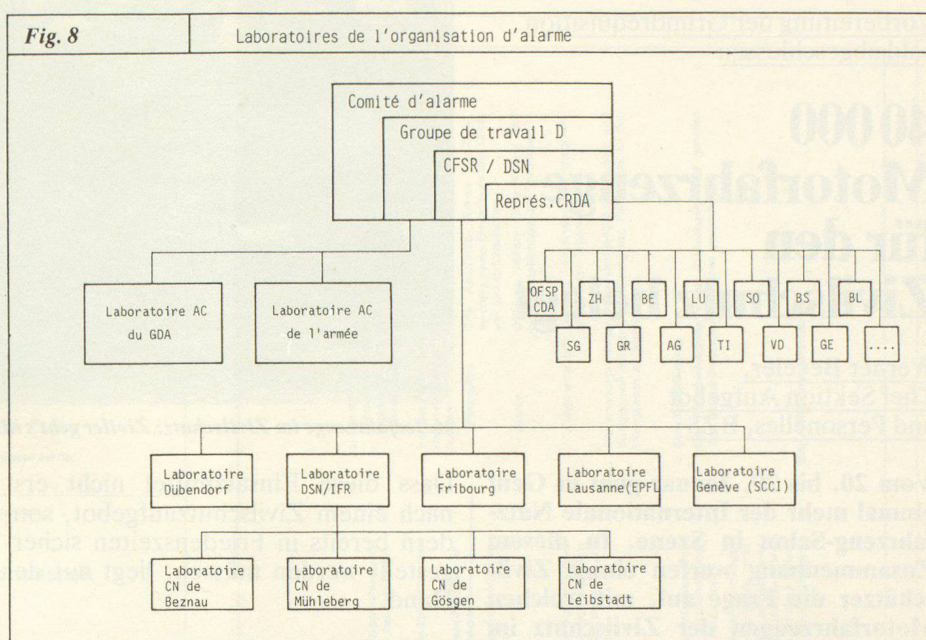 Fig. 8
Laboratoires de l'organisation d'alarme
Comité d'alarme
Groupe de travail D
CFSR / DSN
Représ.CRDA
Laboratoire AC
du GDA
Laboratoire AC
de l'armée
OFSP
CDA
ZH
BE
LU
SO
BS
BL
SG
GR
AG
TI
VD
GE
....
Laboratoire
Dübendorf
Laboratoire
DSN/IFR
Laboratoire
Fribourg
Laboratoire
Lausanne(EPFL)
Laboratoire
Genève (SCCI)
Laboratoire
CN de
Beznau
Laboratoire
CN de
Mühleberg
Laboratoire
CN de
Gösgen
Laboratoire
CN de
Leibstadt